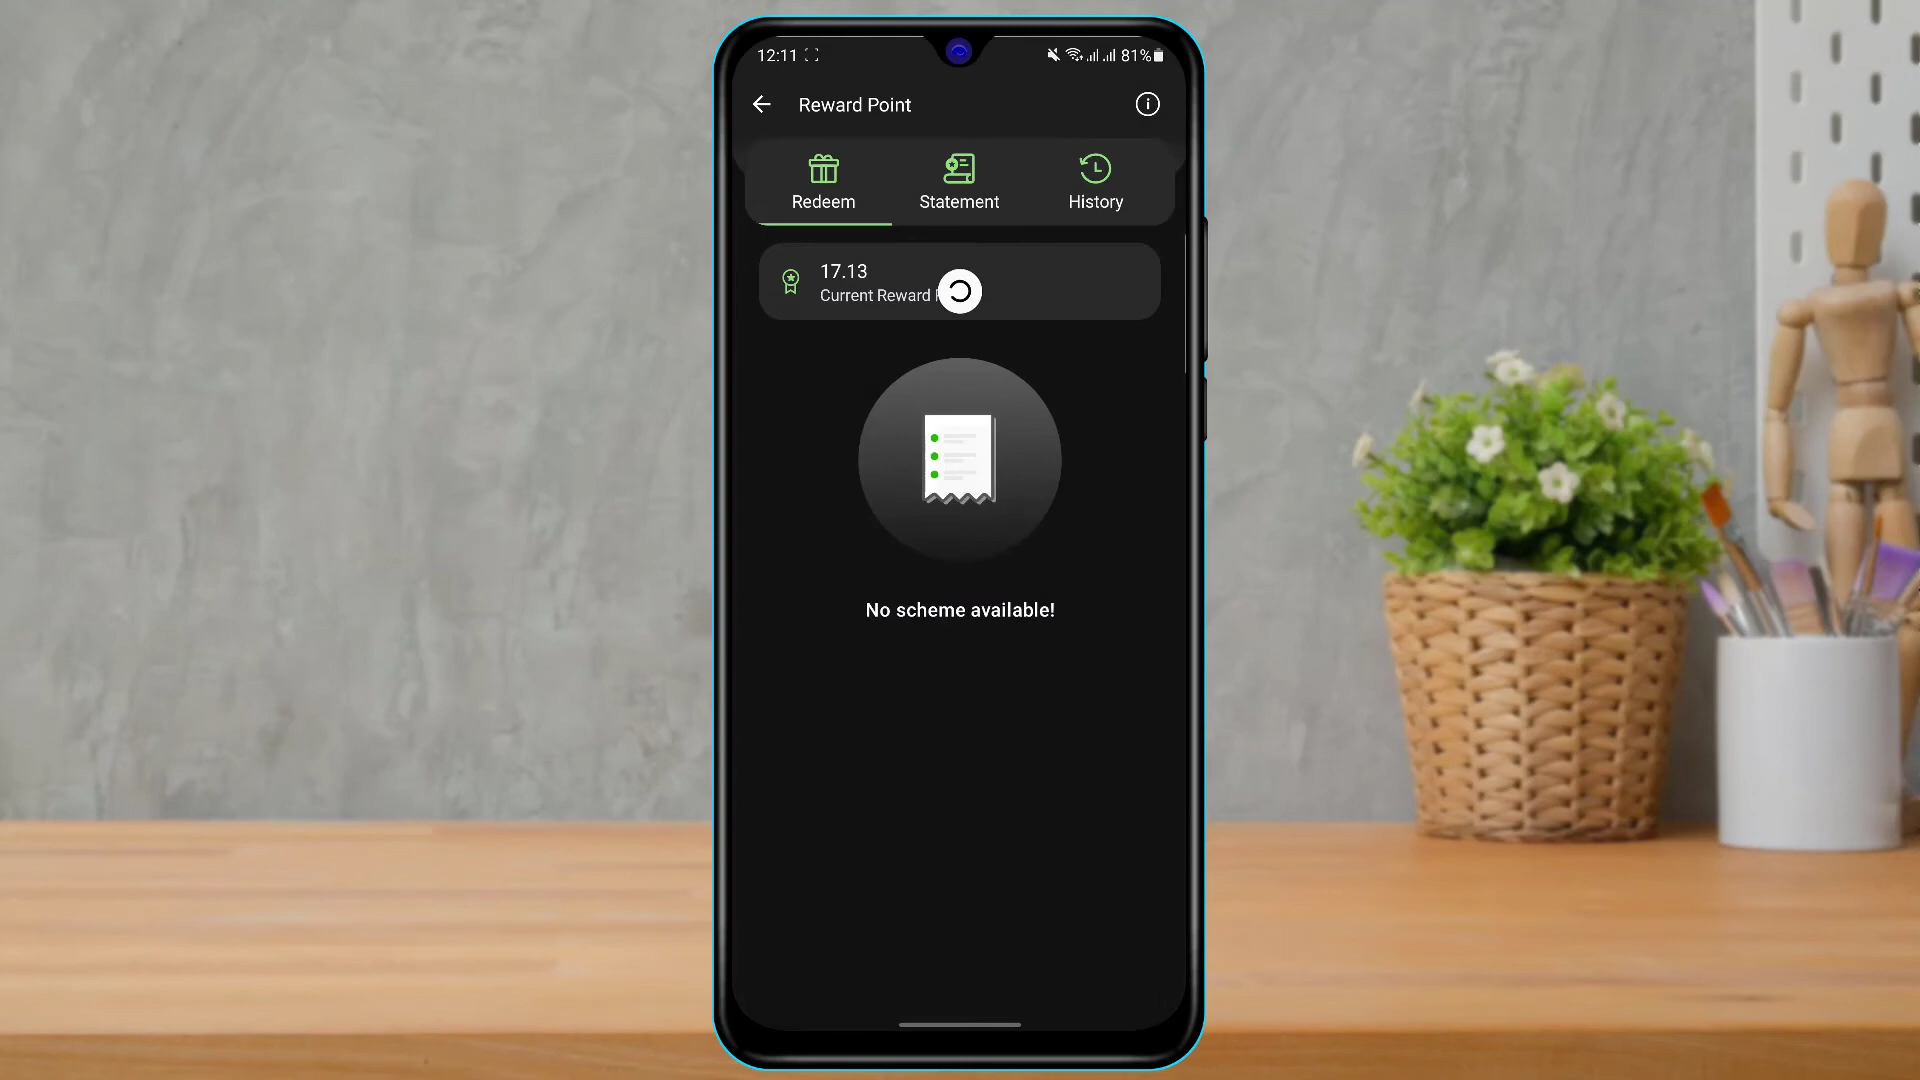 12:11
81%
Reward Point
Redeem
Statement
History
17.13
Current Reward
No scheme available!